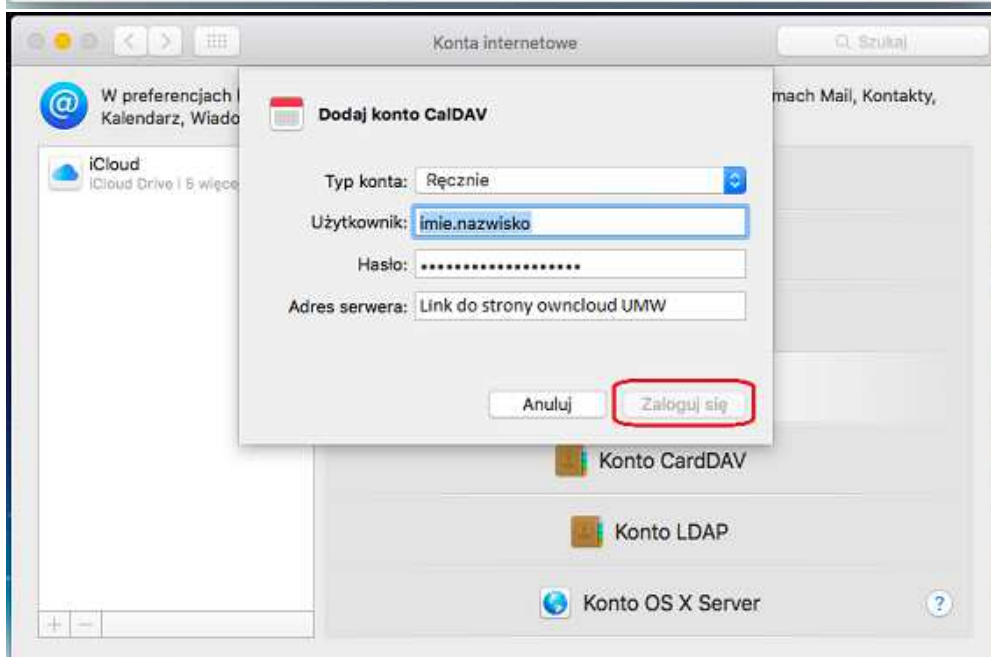 Konta internetowe
Szukaj
W preferencjach
mach Mail, Kontakty,
Kalendarz, Wiado
Dodaj konto CalDAV
iCloud
iCloud Drive i 5 więce
Typ konta: Ręcznie
Użytkownik: imie.nazwisko
Hasło: •••••••••••••••••••
Adres serwera: Link do strony owncloud UMW
Anuluj
Zaloguj się
Konto CardDAV
Konto LDAP
Konto OS X Server
?